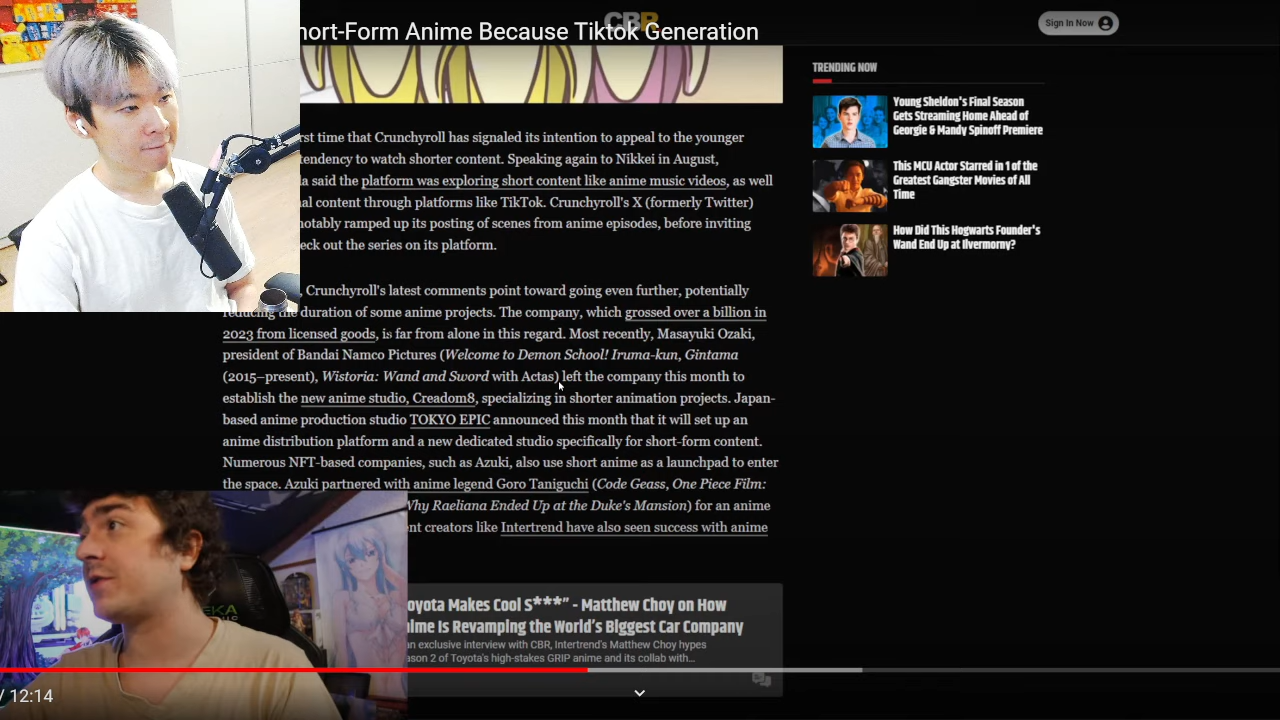 hort-Form Anime Because Tiktok Generation
CBR
Sign In Now
rst time that Crunchyroll has signaled its intention to appeal to the younger
tendency to watch shorter content. Speaking again to Nikkei in August,
la said the platform was exploring short content like anime music videos, as well
al content through platforms like TikTok. Crunchyroll's X (formerly Twitter)
notably ramped up its posting of scenes from anime episodes, before inviting
eck out the series on its platform.
, Crunchyroll's latest comments point toward going even further, potentially
reducing the duration of some anime projects. The company, which grossed over a billion in
2023 from licensed goods, is far from alone in this regard. Most recently, Masayuki Ozaki,
president of Bandai Namco Pictures (Welcome to Demon School! Iruma-kun, Gintama
(2015–present), Wistoria: Wand and Sword with Actas) left the company this month to
establish the new anime studio, Creadom8, specializing in shorter animation projects. Japan-
based anime production studio TOKYO EPIC announced this month that it will set up an
anime distribution platform and a new dedicated studio specifically for short-form content.
Numerous NFT-based companies, such as Azuki, also use short anime as a launchpad to enter
the space. Azuki partnered with anime legend Goro Taniguchi (Code Geass, One Piece Film:
Why Raeliana Ended Up at the Duke's Mansion) for an anime
nt creators like Intertrend have also seen success with anime
oyota Makes Cool S***" - Matthew Choy on How
ime Is Revamping the World's Biggest Car Company
an exclusive interview with CBR, Intertrend's Matthew Choy hypes
ason 2 of Toyota's high-stakes GRIP anime and its collab with...
TRENDING NOW
Young Sheldon's Final Season
Gets Streaming Home Ahead of
Georgie & Mandy Spinoff Premiere
This MCU Actor Starred in 1 of the
Greatest Gangster Movies of All
Time
How Did This Hogwarts Founder's
Wand End Up at Ilvermorny?
/ 12:14